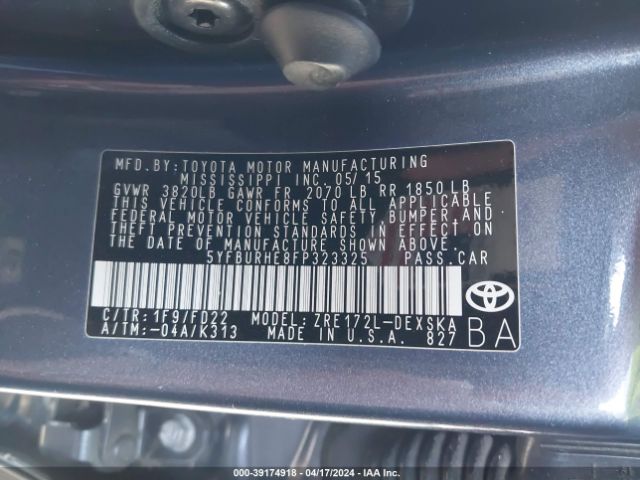 MFD.BY:TOYOTA MOTOR MANUFACTURING
MISSISSIPPI INC. 05/15
GVWR 3820LB GAWR FR 2070 LB RR 1850 LB
THIS VEHICLE CONFORMS TO ALL APPLICABLE
FEDERAL MOTOR VEHICLE SAFETY, BUMPER AND
THEFT PREVENTION STANDARDS IN EFFECT ON
THE DATE OF MANUFACTURE SHOWN ABOVE.
5YFBURHE8FP323325 PASS.CAR
C/TR:1F9/FD22 MODEL:ZRE172L-DEXSKA
A/TM:-04A/K313 MADE IN U.S.A. 827
BA
000-39174918 - 04/17/2024 - IAA Inc.